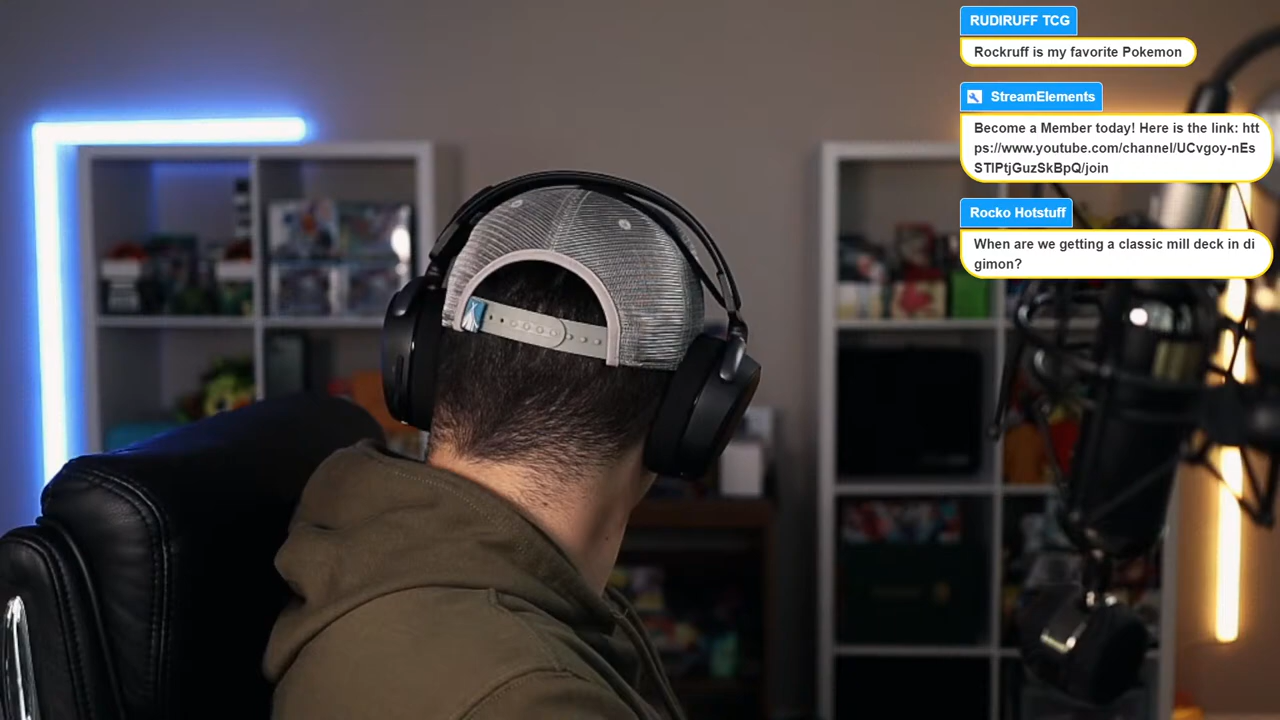 RUDIRUFF TCG
Rockruff is my favorite Pokemon
StreamElements
Become a Member today! Here is the link: htt
ps://www.youtube.com/channel/UCvgoy-nEs
STlPtjGuzSkBpQ/join
Rocko Hotstuff
When are we getting a classic mill deck in di
gimon?